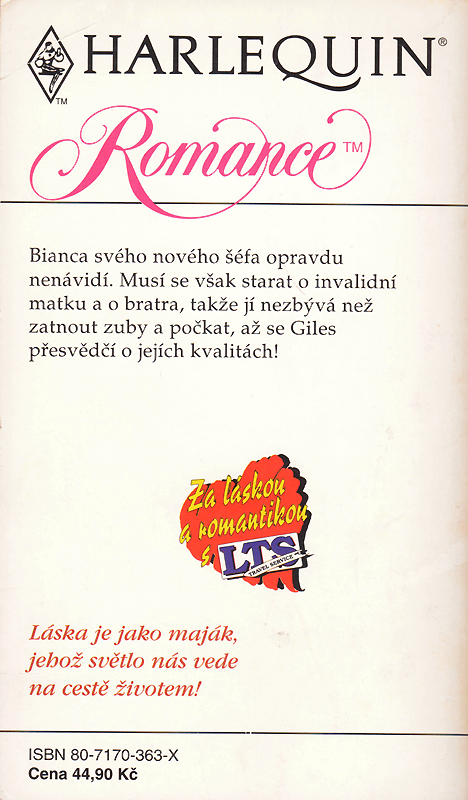 HARLEQUIN®
TM
Romance™
Bianca svého nového šéfa opravdu
nenávidí. Musí se však starat o invalidní
matku a o bratra, takže jí nezbývá než
zatnout zuby a počkat, až se Giles
přesvědčí o jejích kvalitách!
Za láskou
a romantikou
s LTS
TRAVEL SERVICE
Láska je jako maják,
jehož světlo nás vede
na cestě životem!
ISBN 80-7170-363-X
Cena 44,90 Kč